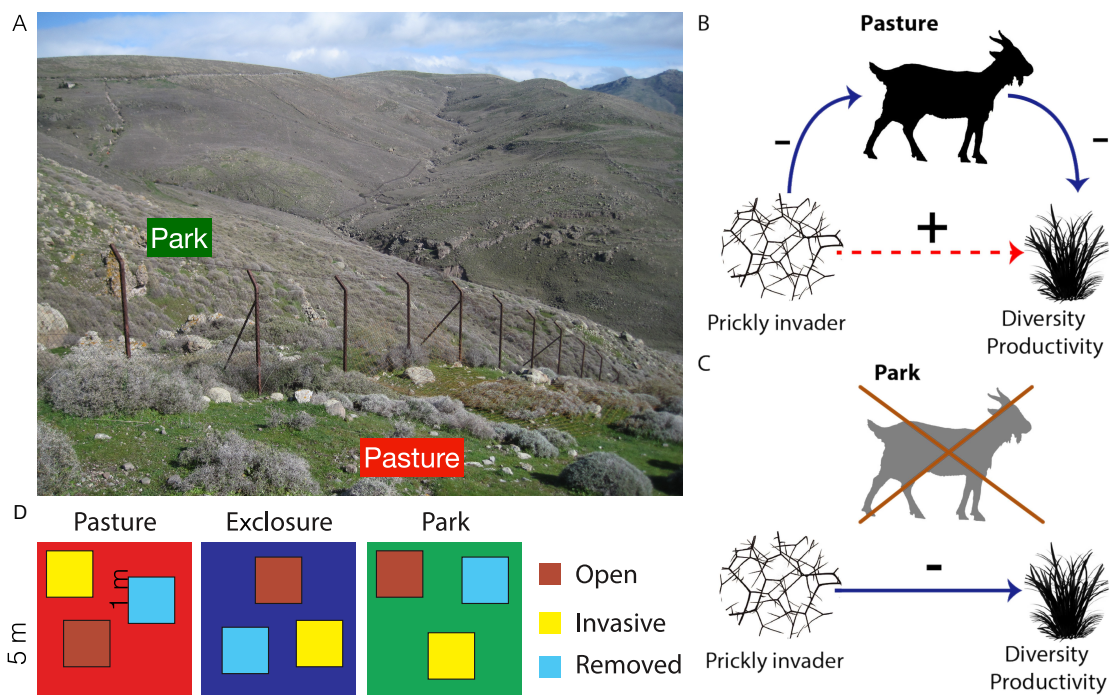 A
Park
Pasture
B
Pasture
-
-
+
Prickly invader
Diversity
Productivity
C
Park
-
Prickly invader
Diversity
Productivity
D
Pasture
Exclosure
Park
1 m
5 m
Open
Invasive
Removed